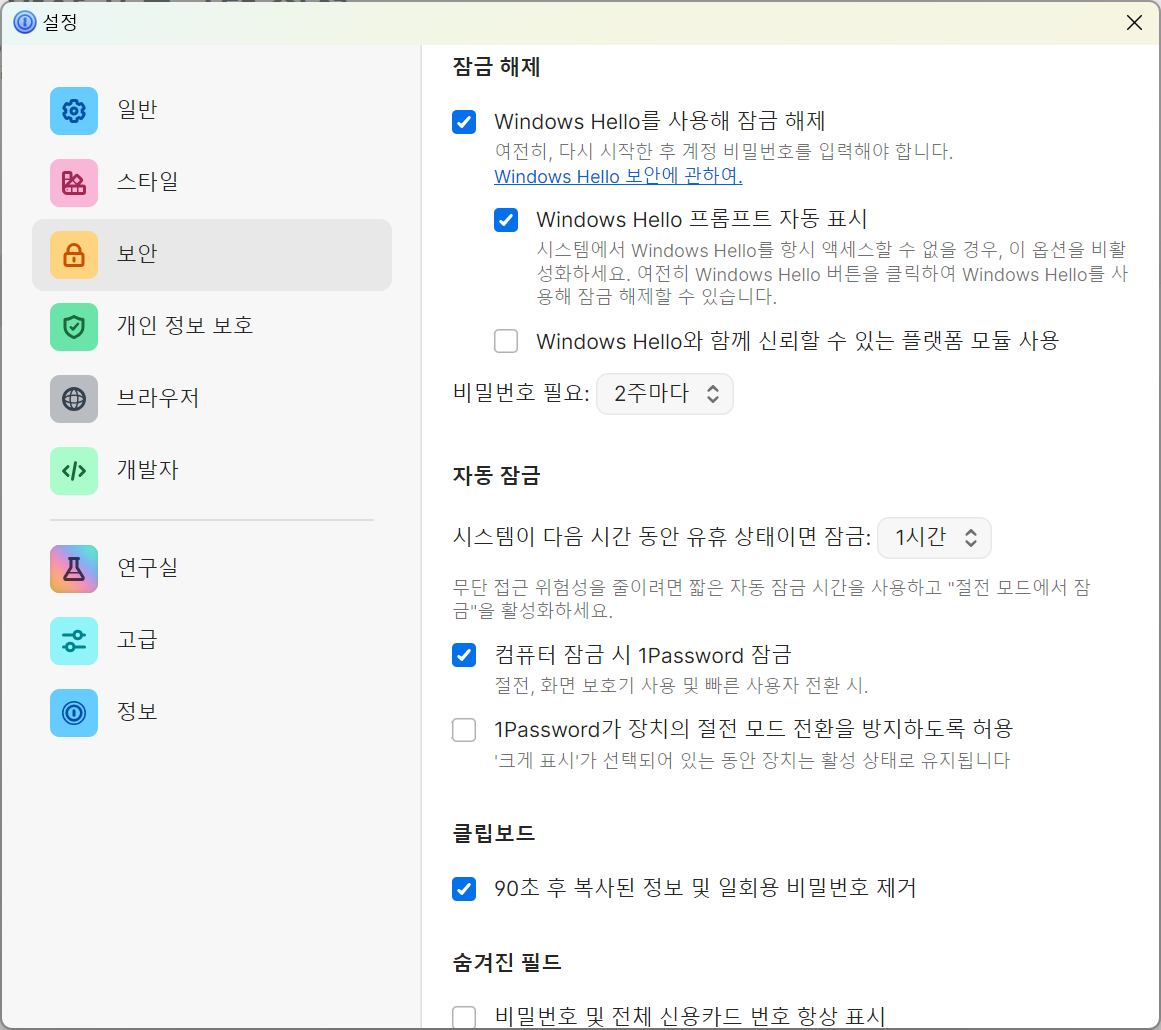 설정
일반
스타일
보안
개인 정보 보호
브라우저
개발자
연구실
고급
정보
잠금 해제
Windows Hello를 사용해 잠금 해제
여전히, 다시 시작한 후 계정 비밀번호를 입력해야 합니다.
Windows Hello 보안에 관하여.
Windows Hello 프롬프트 자동 표시
시스템에서 Windows Hello를 항시 액세스할 수 없을 경우, 이 옵션을 비활
성화하세요. 여전히 Windows Hello 버튼을 클릭하여 Windows Hello를 사
용해 잠금 해제할 수 있습니다.
Windows Hello와 함께 신뢰할 수 있는 플랫폼 모듈 사용
비밀번호 필요: 2주마다
자동 잠금
시스템이 다음 시간 동안 유휴 상태이면 잠금: 1시간
무단 접근 위험성을 줄이려면 짧은 자동 잠금 시간을 사용하고 "절전 모드에서 잠
금"을 활성화하세요.
컴퓨터 잠금 시 1Password 잠금
절전, 화면 보호기 사용 및 빠른 사용자 전환 시.
1Password가 장치의 절전 모드 전환을 방지하도록 허용
'크게 표시'가 선택되어 있는 동안 장치는 활성 상태로 유지됩니다
클립보드
90초 후 복사된 정보 및 일회용 비밀번호 제거
숨겨진 필드
비밀번호 및 전체 신용카드 번호 항상 표시